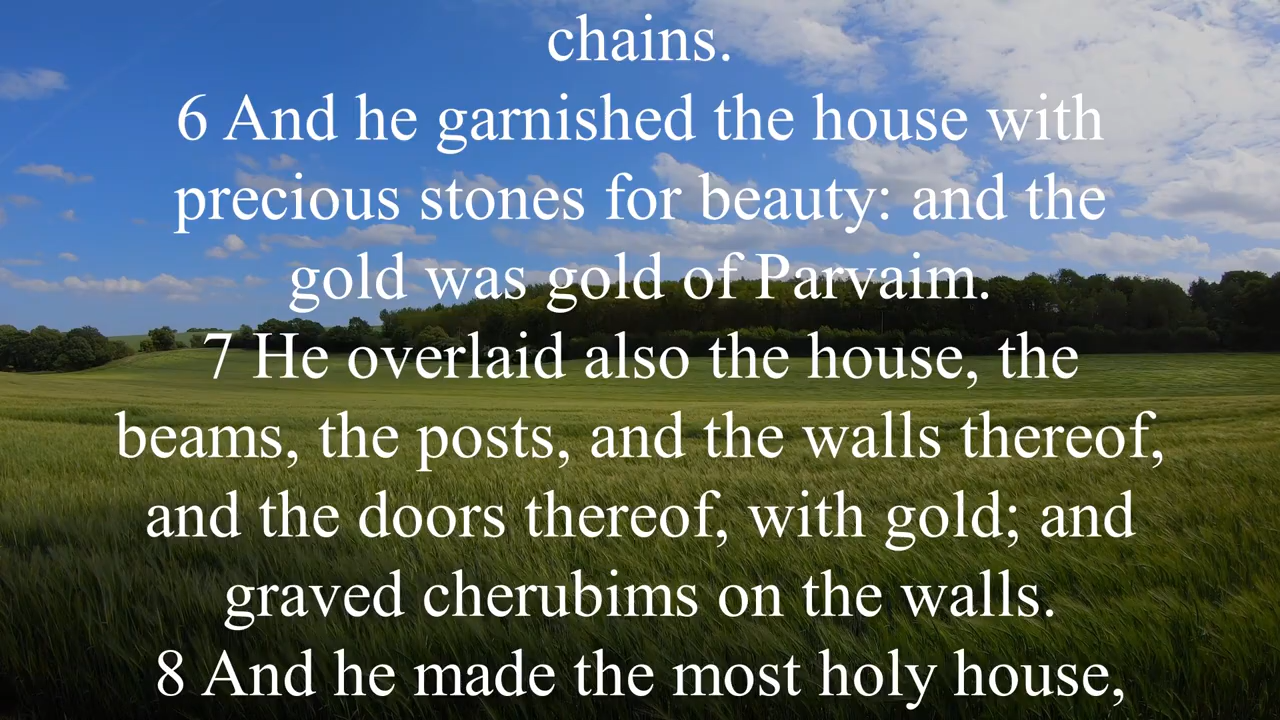 chains.
6 And he garnished the house with
precious stones for beauty: and the
gold was gold of Parvaim.
7 He overlaid also the house, the
beams, the posts, and the walls thereof,
and the doors thereof, with gold; and
graved cherubims on the walls.
8 And he made the most holy house,